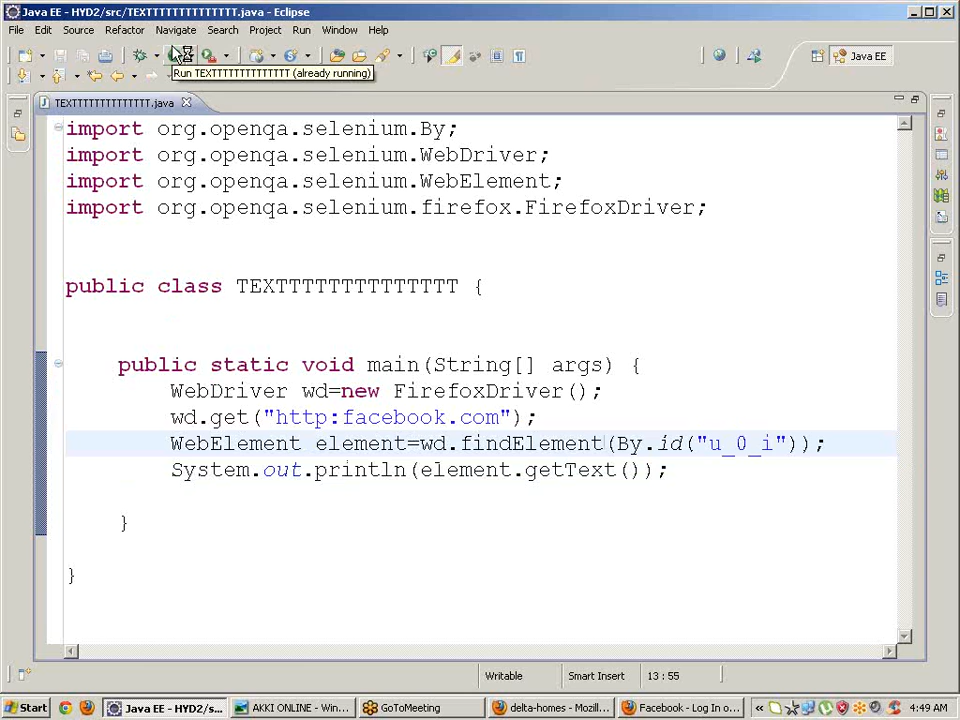 Java EE - HYD2/src/TEXTTTTTTTTTTTTTT.java - Eclipse
File Edit Source Refactor Navigate Search Project Run Window Help
Java EE
Run TEXTTTTTTTTTTTTTT (already running)
TEXTTTTTTTTTTTTTT.java
import org.openqa.selenium.By;
import org.openqa.selenium.WebDriver;
import org.openqa.selenium.WebElement;
import org.openqa.selenium.firefox.FirefoxDriver;
public class TEXTTTTTTTTTTTTTT {
public static void main(String[] args) {
WebDriver wd=new FirefoxDriver();
wd.get("http:facebook.com");
WebElement element=wd.findElement(By.id("u_0_i"));
System.out.println(element.getText());
}
}
Writable Smart Insert 13 : 55
Start Java EE - HYD2/s... AKKI ONLINE - Win... GoToMeeting delta-homes - Mozill... Facebook - Log In o... « 4:49 AM